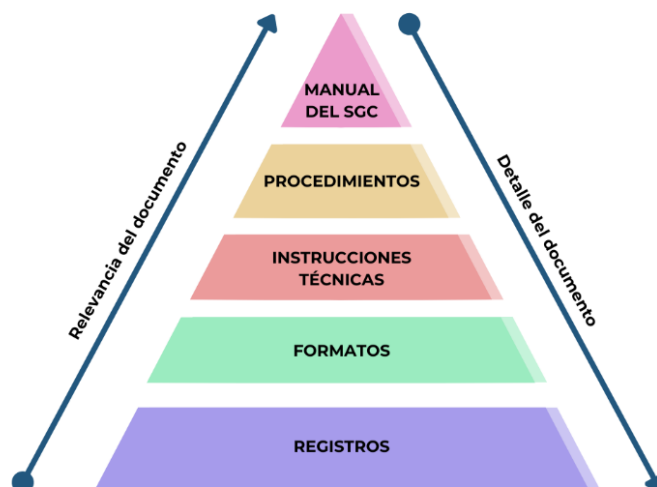 MANUAL
DEL SGC
Relevancia del documento
Detalle del documento
PROCEDIMIENTOS
INSTRUCCIONES
TÉCNICAS
FORMATOS
REGISTROS